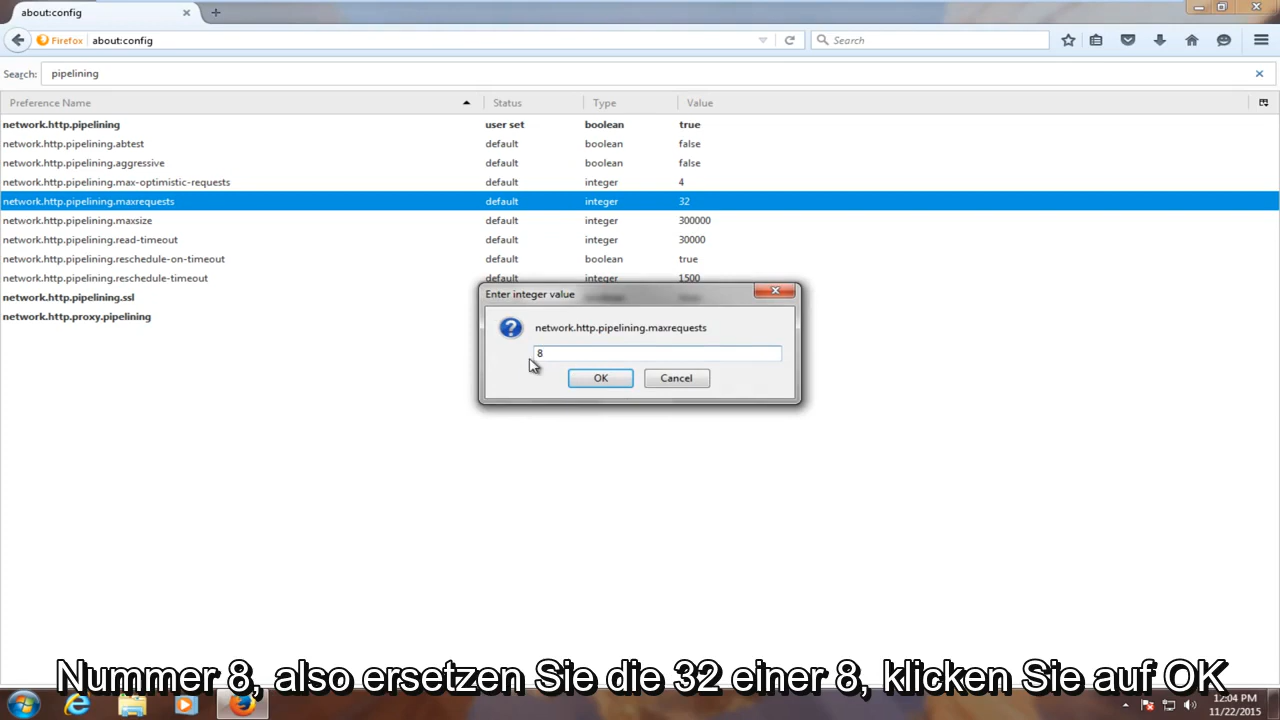 about:config
Firefox about:config Search
Search: pipelining
Preference Name Status Type Value
network.http.pipelining user set boolean true
network.http.pipelining.abtest default boolean false
network.http.pipelining.aggressive default boolean false
network.http.pipelining.max-optimistic-requests default integer 4
network.http.pipelining.maxrequests default integer 32
network.http.pipelining.maxsize default integer 300000
network.http.pipelining.read-timeout default integer 30000
network.http.pipelining.reschedule-on-timeout default boolean true
network.http.pipelining.reschedule-timeout default integer 1500
network.http.pipelining.ssl
network.http.proxy.pipelining
Enter integer value
network.http.pipelining.maxrequests
8
OK Cancel
Nummer 8, also ersetzen Sie die 32 einer 8, klicken Sie auf OK
12:04 PM
11/22/2015